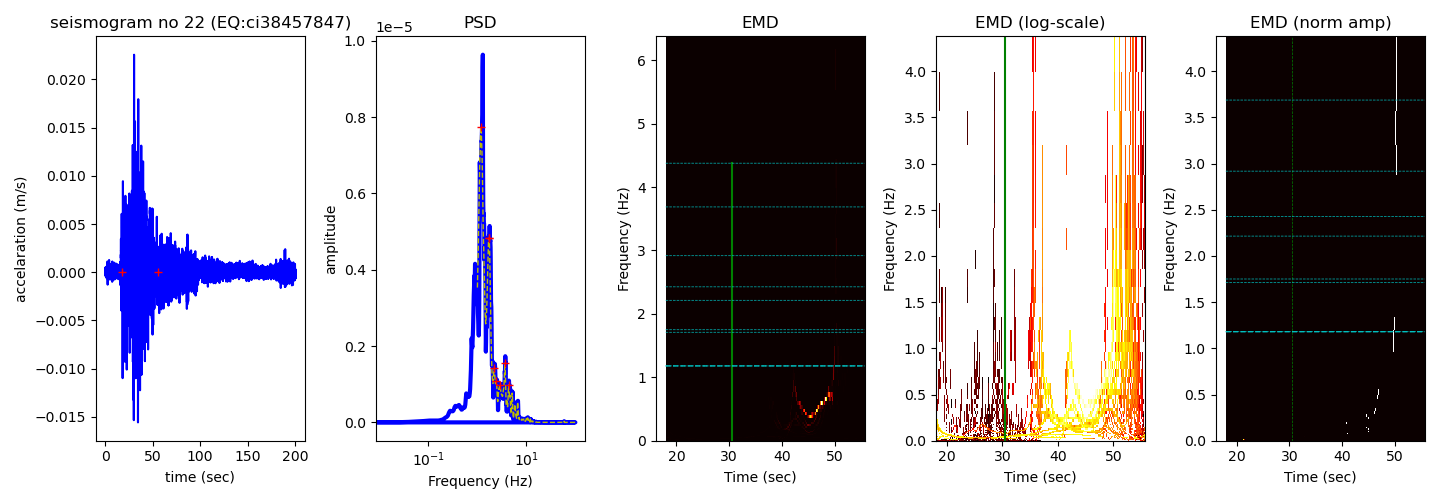 seismogram no 22 (EQ:ci38457847)
accelaration (m/s)
0.020
0.015
0.010
0.005
0.000
−0.005
−0.010
−0.015
0 50 100 150 200
time (sec)
PSD
1e−5
amplitude
1.0
0.8
0.6
0.4
0.2
0.0
10⁻¹ 10¹
Frequency (Hz)
EMD
Frequency (Hz)
6
5
4
3
2
1
0
20 30 40 50
Time (sec)
EMD (log-scale)
Frequency (Hz)
4.0
3.5
3.0
2.5
2.0
1.5
1.0
0.5
0.0
20 30 40 50
Time (sec)
EMD (norm amp)
Frequency (Hz)
4.0
3.5
3.0
2.5
2.0
1.5
1.0
0.5
0.0
20 30 40 50
Time (sec)